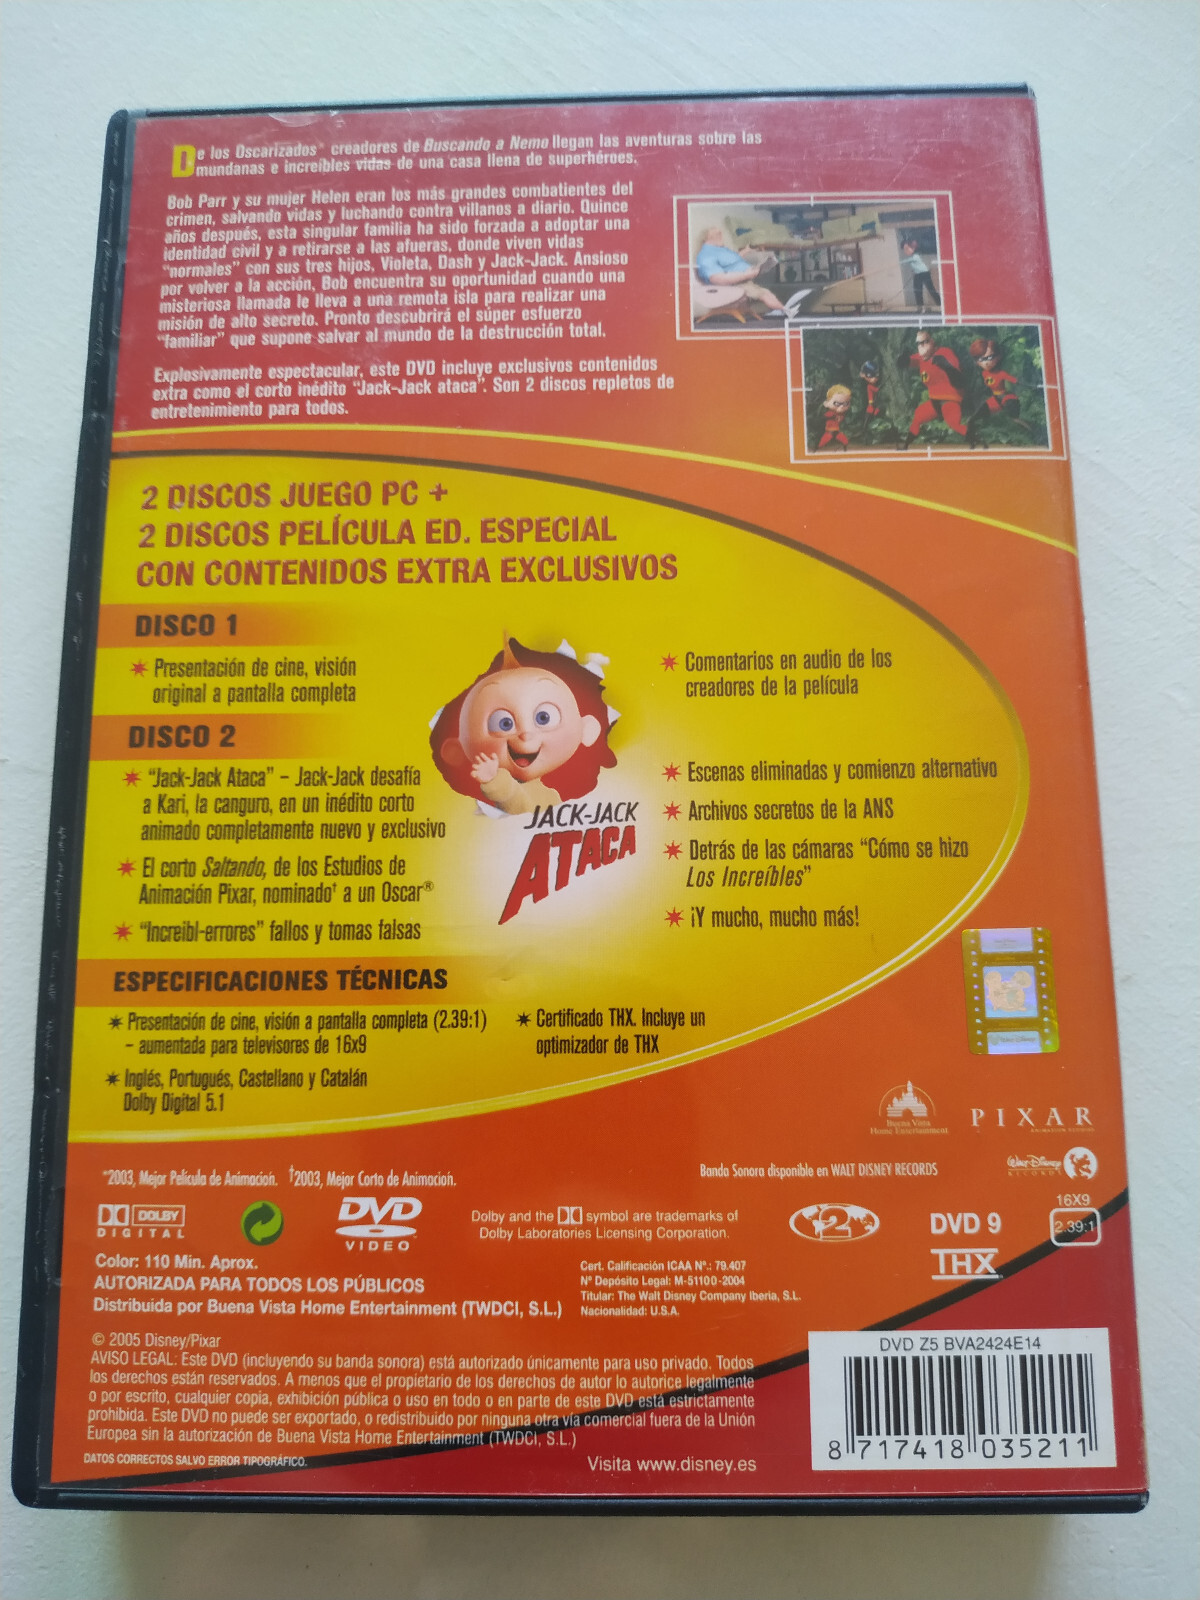 De los Oscarizados* creadores de Buscando a Nemo llegan las aventuras sobre las
mundanas e increíbles vidas de una casa llena de superhéroes.
Bob Parr y su mujer Helen eran los más grandes combatientes del
crimen, salvando vidas y luchando contra villanos a diario. Quince
años después, esta singular familia ha sido forzada a adoptar una
identidad civil y a retirarse a las afueras, donde viven vidas
"normales" con sus tres hijos, Violeta, Dash y Jack-Jack. Ansioso
por volver a la acción, Bob encuentra su oportunidad cuando una
misteriosa llamada le lleva a una remota isla para realizar una
misión de alto secreto. Pronto descubrirá el súper esfuerzo
"familiar" que supone salvar al mundo de la destrucción total.
Explosivamente espectacular, este DVD incluye exclusivos contenidos
extra como el corto inédito "Jack-Jack ataca". Son 2 discos repletos de
entretenimiento para todos.
2 DISCOS JUEGO PC +
2 DISCOS PELÍCULA ED. ESPECIAL
CON CONTENIDOS EXTRA EXCLUSIVOS
DISCO 1
Presentación de cine, visión
original a pantalla completa
Comentarios en audio de los
creadores de la película
DISCO 2
"Jack-Jack Ataca" – Jack-Jack desafía
a Kari, la canguro, en un inédito corto
animado completamente nuevo y exclusivo
El corto Saltando, de los Estudios de
Animación Pixar, nominado† a un Oscar®
"Increibl-errores" fallos y tomas falsas
JACK-JACK
ATACA
Escenas eliminadas y comienzo alternativo
Archivos secretos de la ANS
Detrás de las cámaras "Cómo se hizo
Los Increíbles"
¡Y mucho, mucho más!
ESPECIFICACIONES TÉCNICAS
Presentación de cine, visión a pantalla completa (2.39:1)
- aumentada para televisores de 16x9
Inglés, Portugués, Castellano y Catalán
Dolby Digital 5.1
Certificado THX. Incluye un
optimizador de THX
Buena Vista
Home Entertainment
PIXAR
ANIMATION STUDIOS
*2003, Mejor Película de Animación. †2003, Mejor Corto de Animación.
Banda Sonora disponible en WALT DISNEY RECORDS
Walt Disney
RECORDS
DOLBY
DIGITAL
DVD
VIDEO
Dolby and the symbol are trademarks of
Dolby Laboratories Licensing Corporation.
2
DVD 9
THX
16X9
2.39:1
Color: 110 Min. Aprox.
AUTORIZADA PARA TODOS LOS PÚBLICOS
Distribuida por Buena Vista Home Entertainment (TWDCI, S.L.)
Cert. Calificación ICAA Nº.: 79.407
Nº Depósito Legal: M-51100-2004
Titular: The Walt Disney Company Iberia, S.L.
Nacionalidad: U.S.A.
© 2005 Disney/Pixar
AVISO LEGAL: Este DVD (incluyendo su banda sonora) está autorizado únicamente para uso privado. Todos
los derechos están reservados. A menos que el propietario de los derechos de autor lo autorice legalmente
o por escrito, cualquier copia, exhibición pública o uso en todo o en parte de este DVD está estrictamente
prohibida. Este DVD no puede ser exportado, o redistribuido por ninguna otra vía comercial fuera de la Unión
Europea sin la autorización de Buena Vista Home Entertainment (TWDCI, S.L.)
DATOS CORRECTOS SALVO ERROR TIPOGRÁFICO.
Visita www.disney.es
DVD Z5 BVA2424E14
8 717418 035211